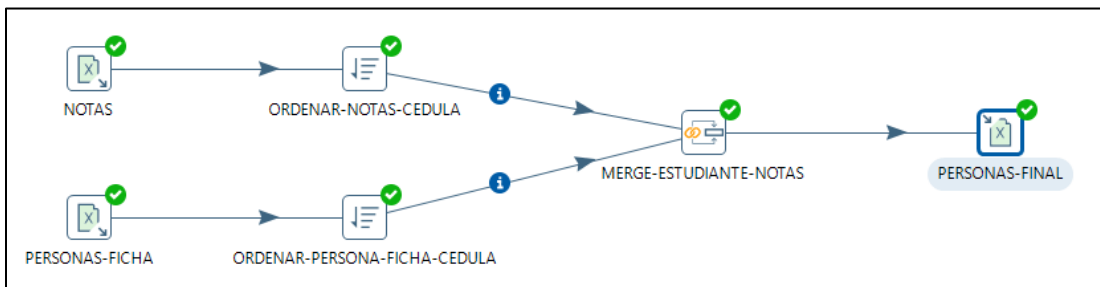 NOTAS
ORDENAR-NOTAS-CEDULA
MERGE-ESTUDIANTE-NOTAS
PERSONAS-FINAL
PERSONAS-FICHA
ORDENAR-PERSONA-FICHA-CEDULA